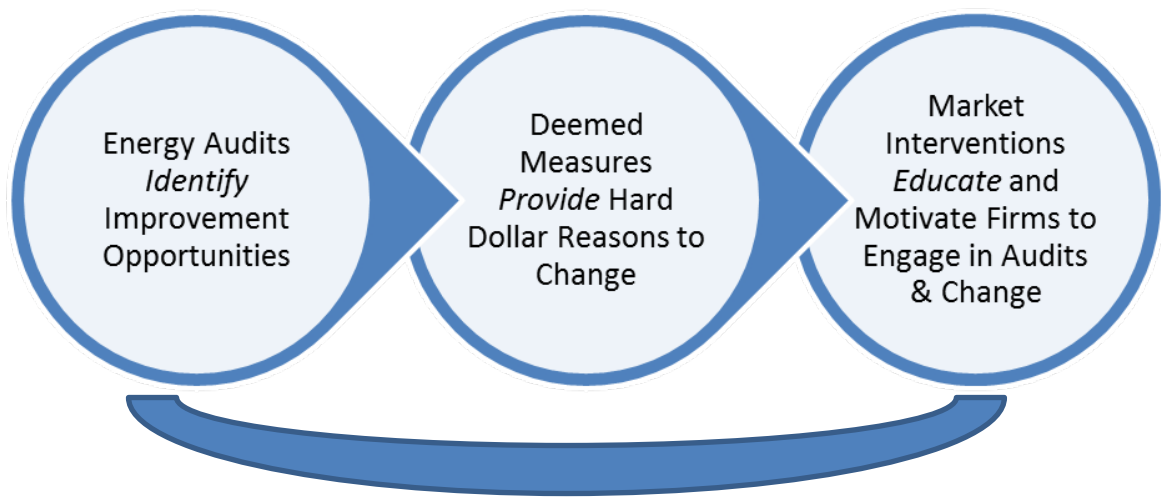 Energy Audits
Identify
Improvement
Opportunities
Deemed
Measures
Provide Hard
Dollar Reasons to
Change
Market
Interventions
Educate and
Motivate Firms to
Engage in Audits
& Change